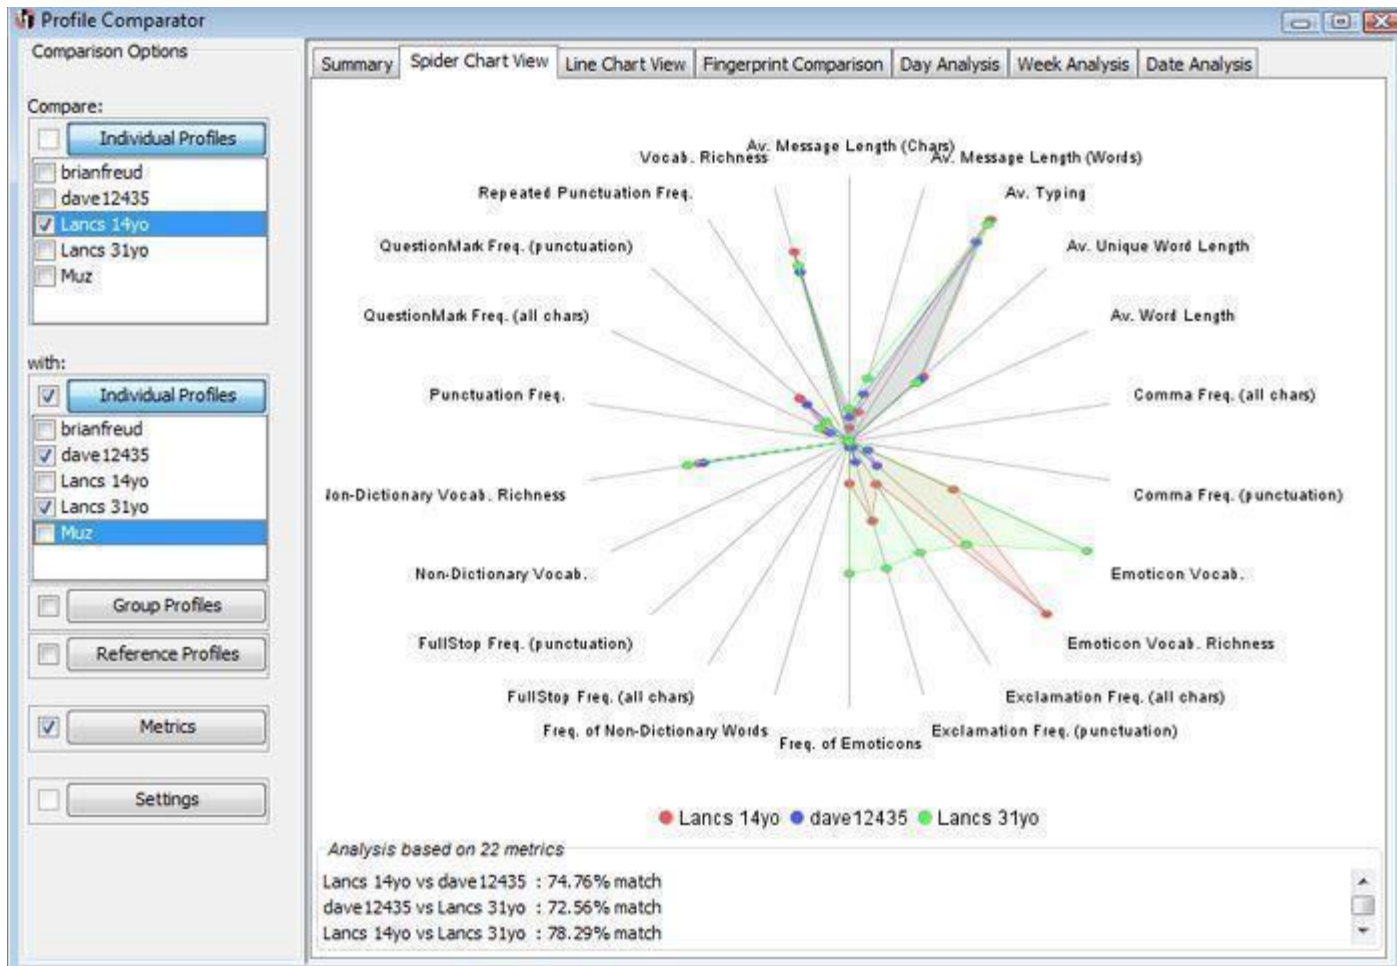 Profile Comparator
Comparison Options
Compare:
Individual Profiles
brianfreud
dave12435
Lancs 14yo
Lancs 31yo
Muz
with:
Individual Profiles
brianfreud
dave12435
Lancs 14yo
Lancs 31yo
Muz
Group Profiles
Reference Profiles
Metrics
Settings
Summary Spider Chart View Line Chart View Fingerprint Comparison Day Analysis Week Analysis Date Analysis
Av. Message Length (Chars)
Av. Message Length (Words)
Av. Typing
Av. Unique Word Length
Av. Word Length
Comma Freq. (all chars)
Comma Freq. (punctuation)
Emoticon Vocab.
Emoticon Vocab. Richness
Exclamation Freq. (all chars)
Exclamation Freq. (punctuation)
Freq. of Emoticons
Freq. of Non-Dictionary Words
FullStop Freq. (all chars)
FullStop Freq. (punctuation)
Non-Dictionary Vocab.
Non-Dictionary Vocab. Richness
Punctuation Freq.
QuestionMark Freq. (all chars)
QuestionMark Freq. (punctuation)
Repeated Punctuation Freq.
Vocab. Richness
Lancs 14yo dave12435 Lancs 31yo
Analysis based on 22 metrics
Lancs 14yo vs dave12435 : 74.76% match
dave12435 vs Lancs 31yo : 72.56% match
Lancs 14yo vs Lancs 31yo : 78.29% match